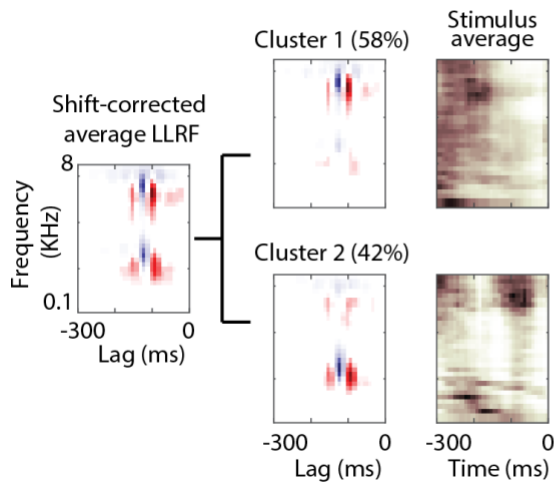 Stimulus
average
Cluster 1 (58%)
Shift-corrected
average LLRF
8
Frequency
(KHz)
0.1
-300
0
Lag (ms)
Cluster 2 (42%)
-300
0
Lag (ms)
-300
0
Time (ms)